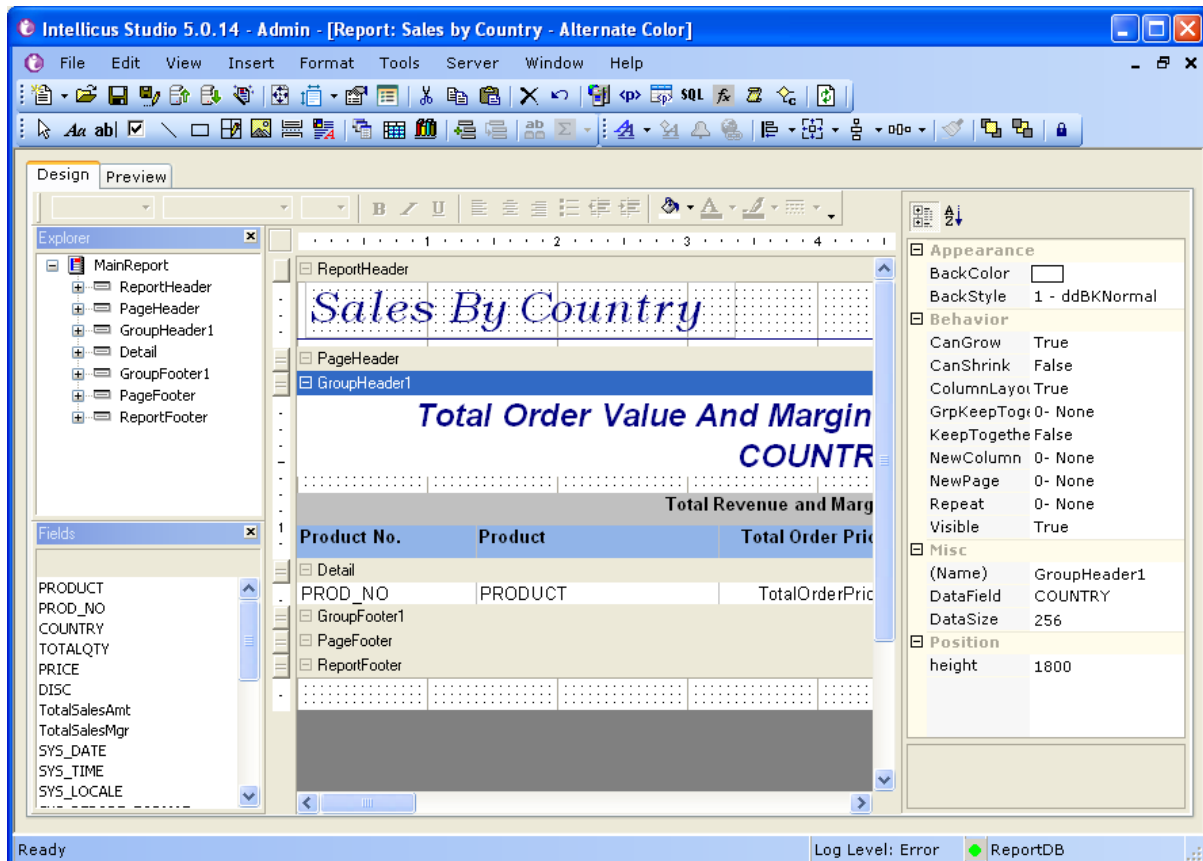 Intellicus Studio 5.0.14 - Admin - [Report: Sales by Country - Alternate Color]
File Edit View Insert Format Tools Server Window Help
<p> SQL fx Z
Aa ab|
Design Preview
B I U A
Explorer
MainReport
ReportHeader
PageHeader
GroupHeader1
Detail
GroupFooter1
PageFooter
ReportFooter
Fields
PRODUCT
PROD_NO
COUNTRY
TOTALQTY
PRICE
DISC
TotalSalesAmt
TotalSalesMgr
SYS_DATE
SYS_TIME
SYS_LOCALE
1 2 3 4
ReportHeader
Sales By Country
PageHeader
GroupHeader1
Total Order Value And Margin
COUNTR
Total Revenue and Marg
1
Product No. Product Total Order Pric
Detail
PROD_NO PRODUCT TotalOrderPric
GroupFooter1
PageFooter
ReportFooter
Appearance
BackColor
BackStyle 1 - ddBKNormal
Behavior
CanGrow True
CanShrink False
ColumnLayou True
GrpKeepToge 0- None
KeepTogethe False
NewColumn 0- None
NewPage 0- None
Repeat 0- None
Visible True
Misc
(Name) GroupHeader1
DataField COUNTRY
DataSize 256
Position
height 1800
Ready Log Level: Error ReportDB